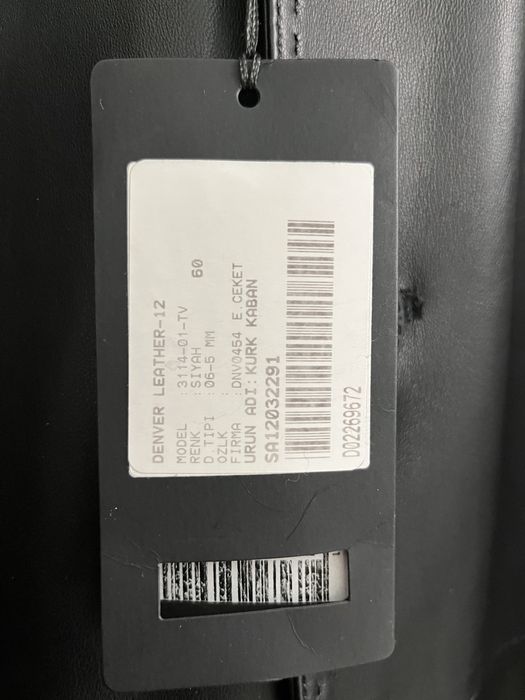 DENVER LEATHER-12
MODEL :3114-01-TV
RENK :SIYAH 60
D.TIPI :06-5 MM
OZLK :
FIRMA :DNV0454 E.CEKET
URUN ADI:KURK KABAN
SA12032291
D02269672